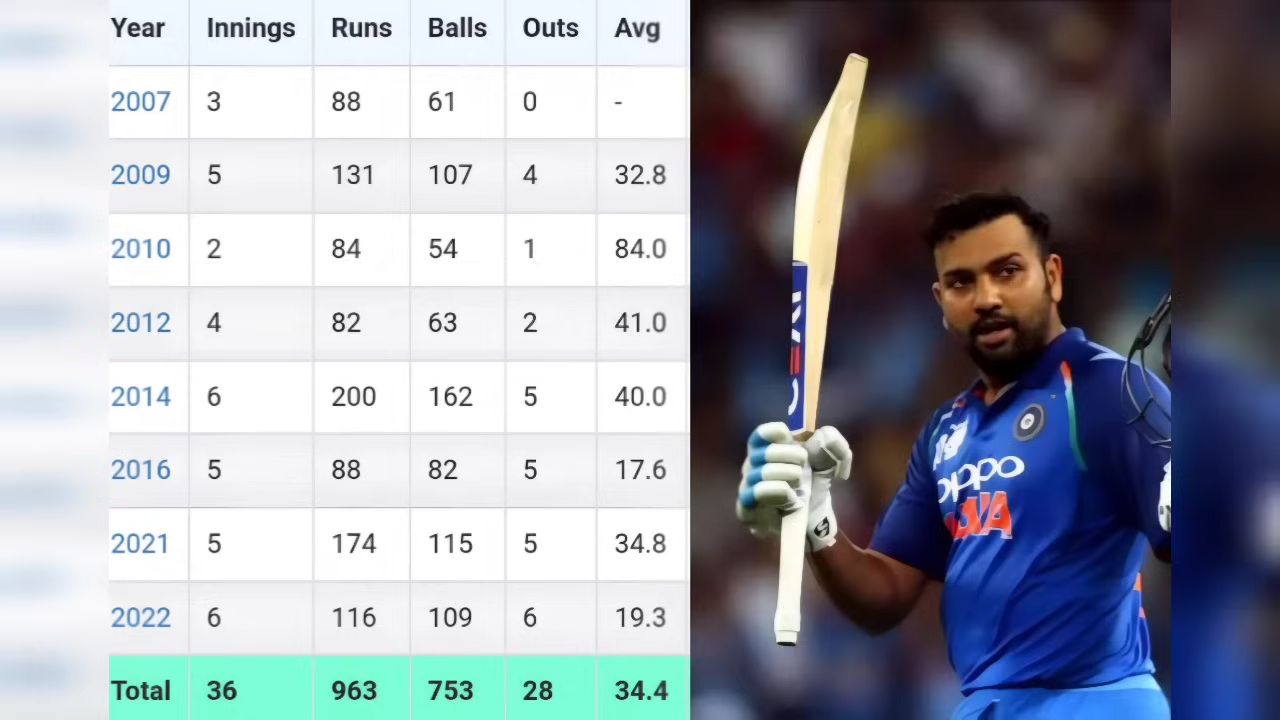 Year Innings Runs Balls Outs Avg
2007 3 88 61 0 -
2009 5 131 107 4 32.8
2010 2 84 54 1 84.0
2012 4 82 63 2 41.0
2014 6 200 162 5 40.0
2016 5 88 82 5 17.6
2021 5 174 115 5 34.8
2022 6 116 109 6 19.3
Total 36 963 753 28 34.4
oppo